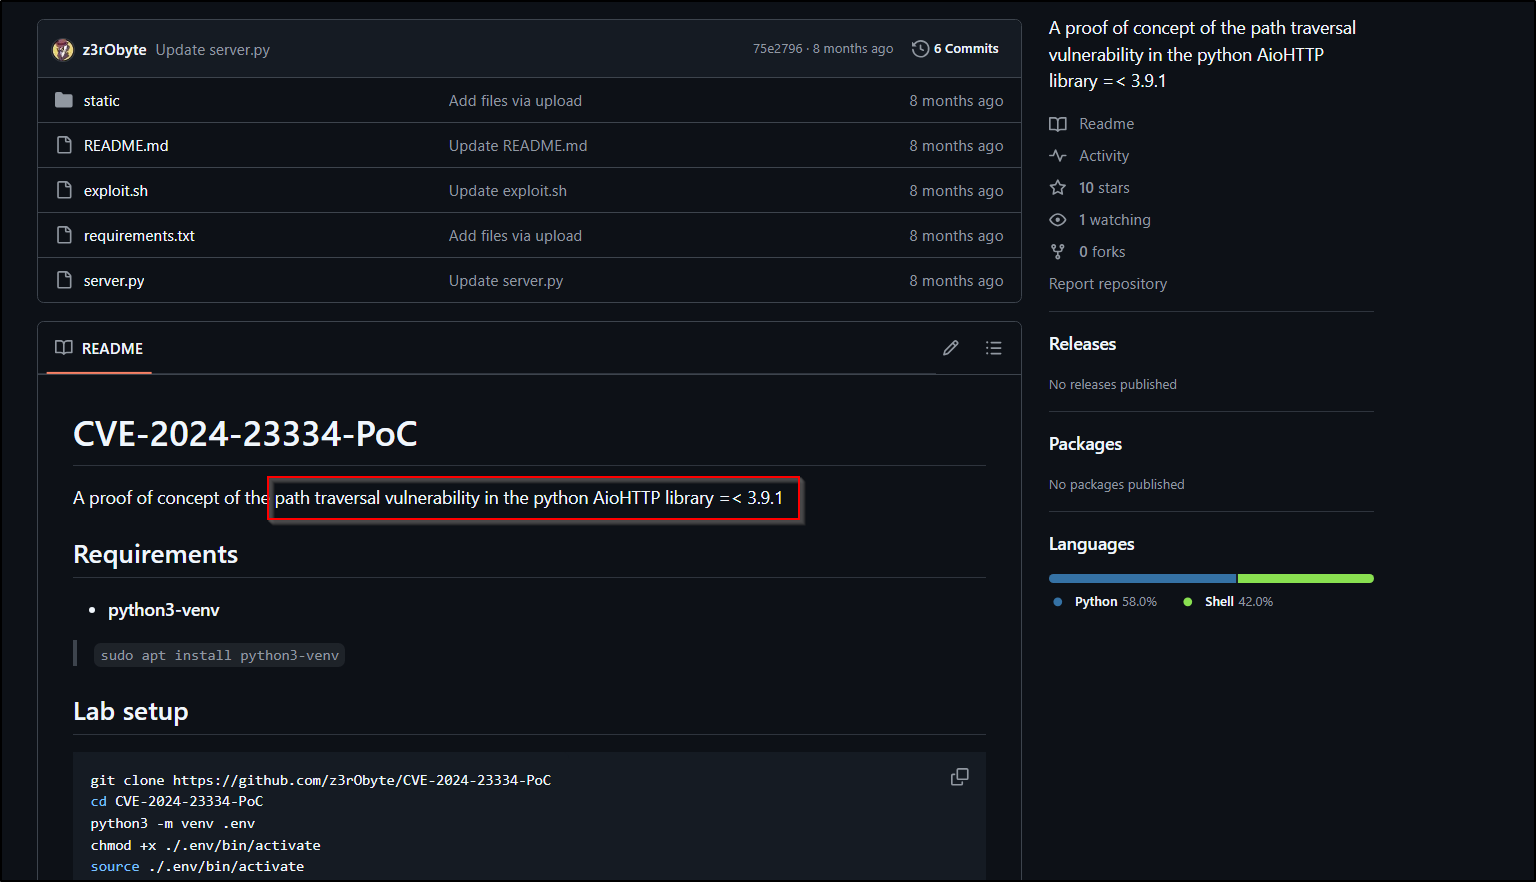 z3rObyte Update server.py 75e2796 · 8 months ago 6 Commits
static Add files via upload 8 months ago
README.md Update README.md 8 months ago
exploit.sh Update exploit.sh 8 months ago
requirements.txt Add files via upload 8 months ago
server.py Update server.py 8 months ago
README
CVE-2024-23334-PoC
A proof of concept of the path traversal vulnerability in the python AioHTTP library =< 3.9.1
Requirements
• python3-venv
sudo apt install python3-venv
Lab setup
git clone https://github.com/z3rObyte/CVE-2024-23334-PoC
cd CVE-2024-23334-PoC
python3 -m venv .env
chmod +x ./.env/bin/activate
source ./.env/bin/activate
A proof of concept of the path traversal
vulnerability in the python AioHTTP
library =< 3.9.1
Readme
Activity
10 stars
1 watching
0 forks
Report repository
Releases
No releases published
Packages
No packages published
Languages
Python 58.0% Shell 42.0%